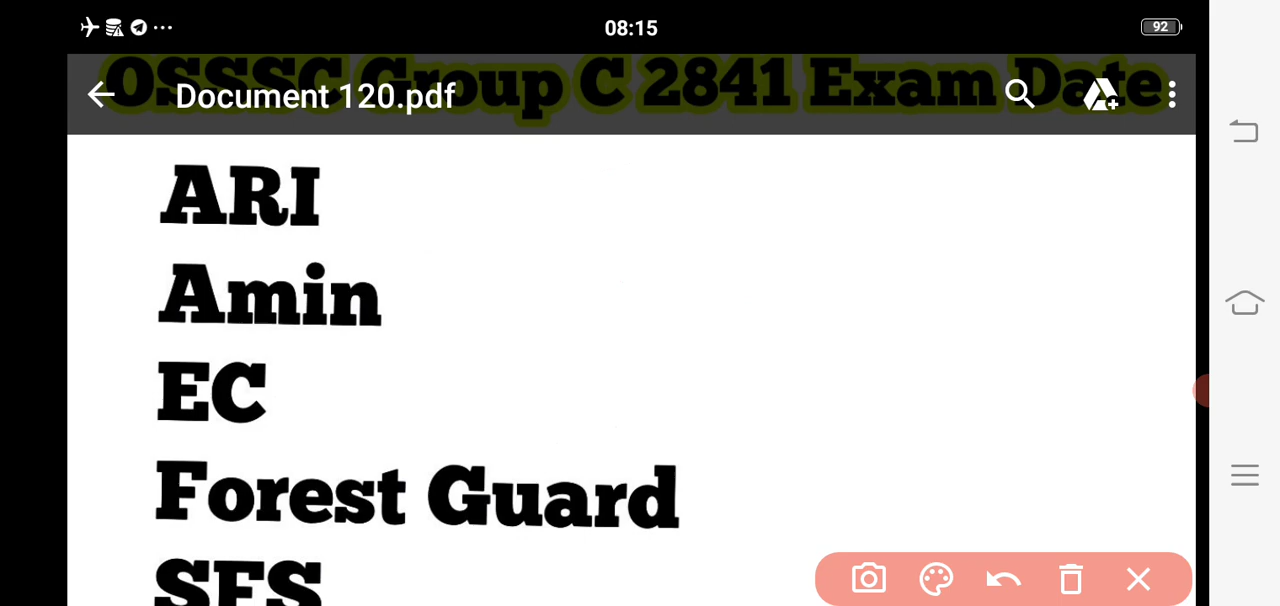 08:15
92
OSSSC Group C 2841 Exam Date
Document 120.pdf
ARI
Amin
EC
Forest Guard
SFS